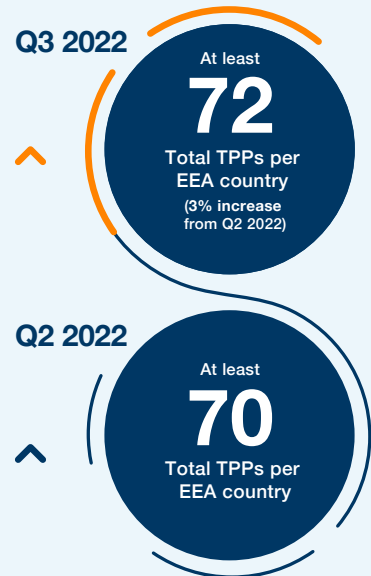 Q3 2022
At least
72
Total TPPs per
EEA country
(3% increase
from Q2 2022)
Q2 2022
At least
70
Total TPPs per
EEA country